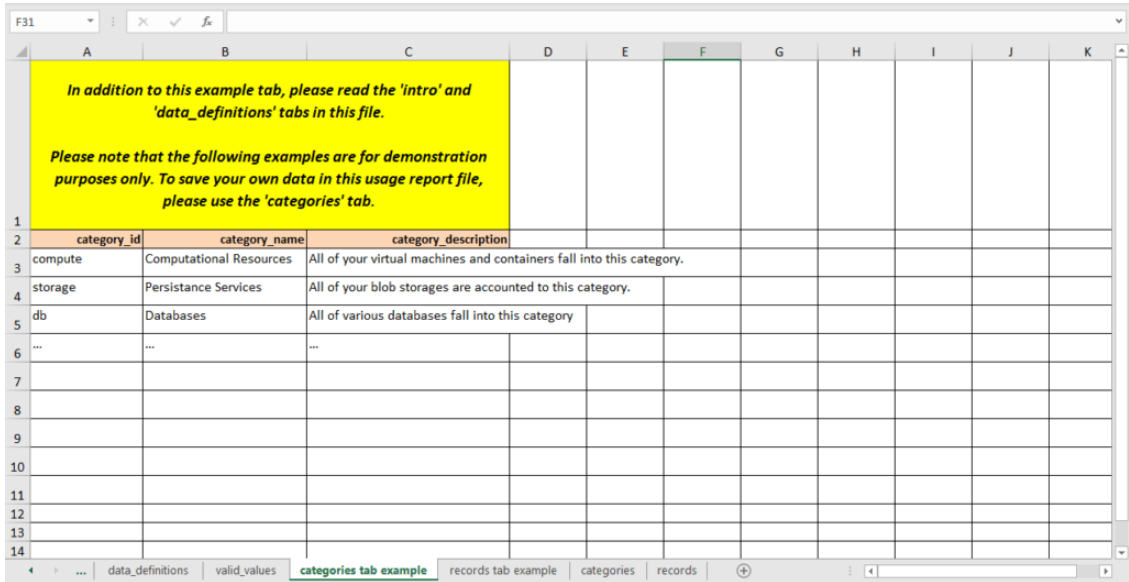 F31
fx
A B C D E F G H I J K
In addition to this example tab, please read the 'intro' and
'data_definitions' tabs in this file.
Please note that the following examples are for demonstration
purposes only. To save your own data in this usage report file,
please use the 'categories' tab.
1
2 category_id category_name category_description
3 compute Computational Resources All of your virtual machines and containers fall into this category.
4 storage Persistance Services All of your blob storages are accounted to this category.
5 db Databases All of various databases fall into this category
6 ... ... ...
7
8
9
10
11
12
13
14
... data_definitions valid_values categories tab example records tab example categories records